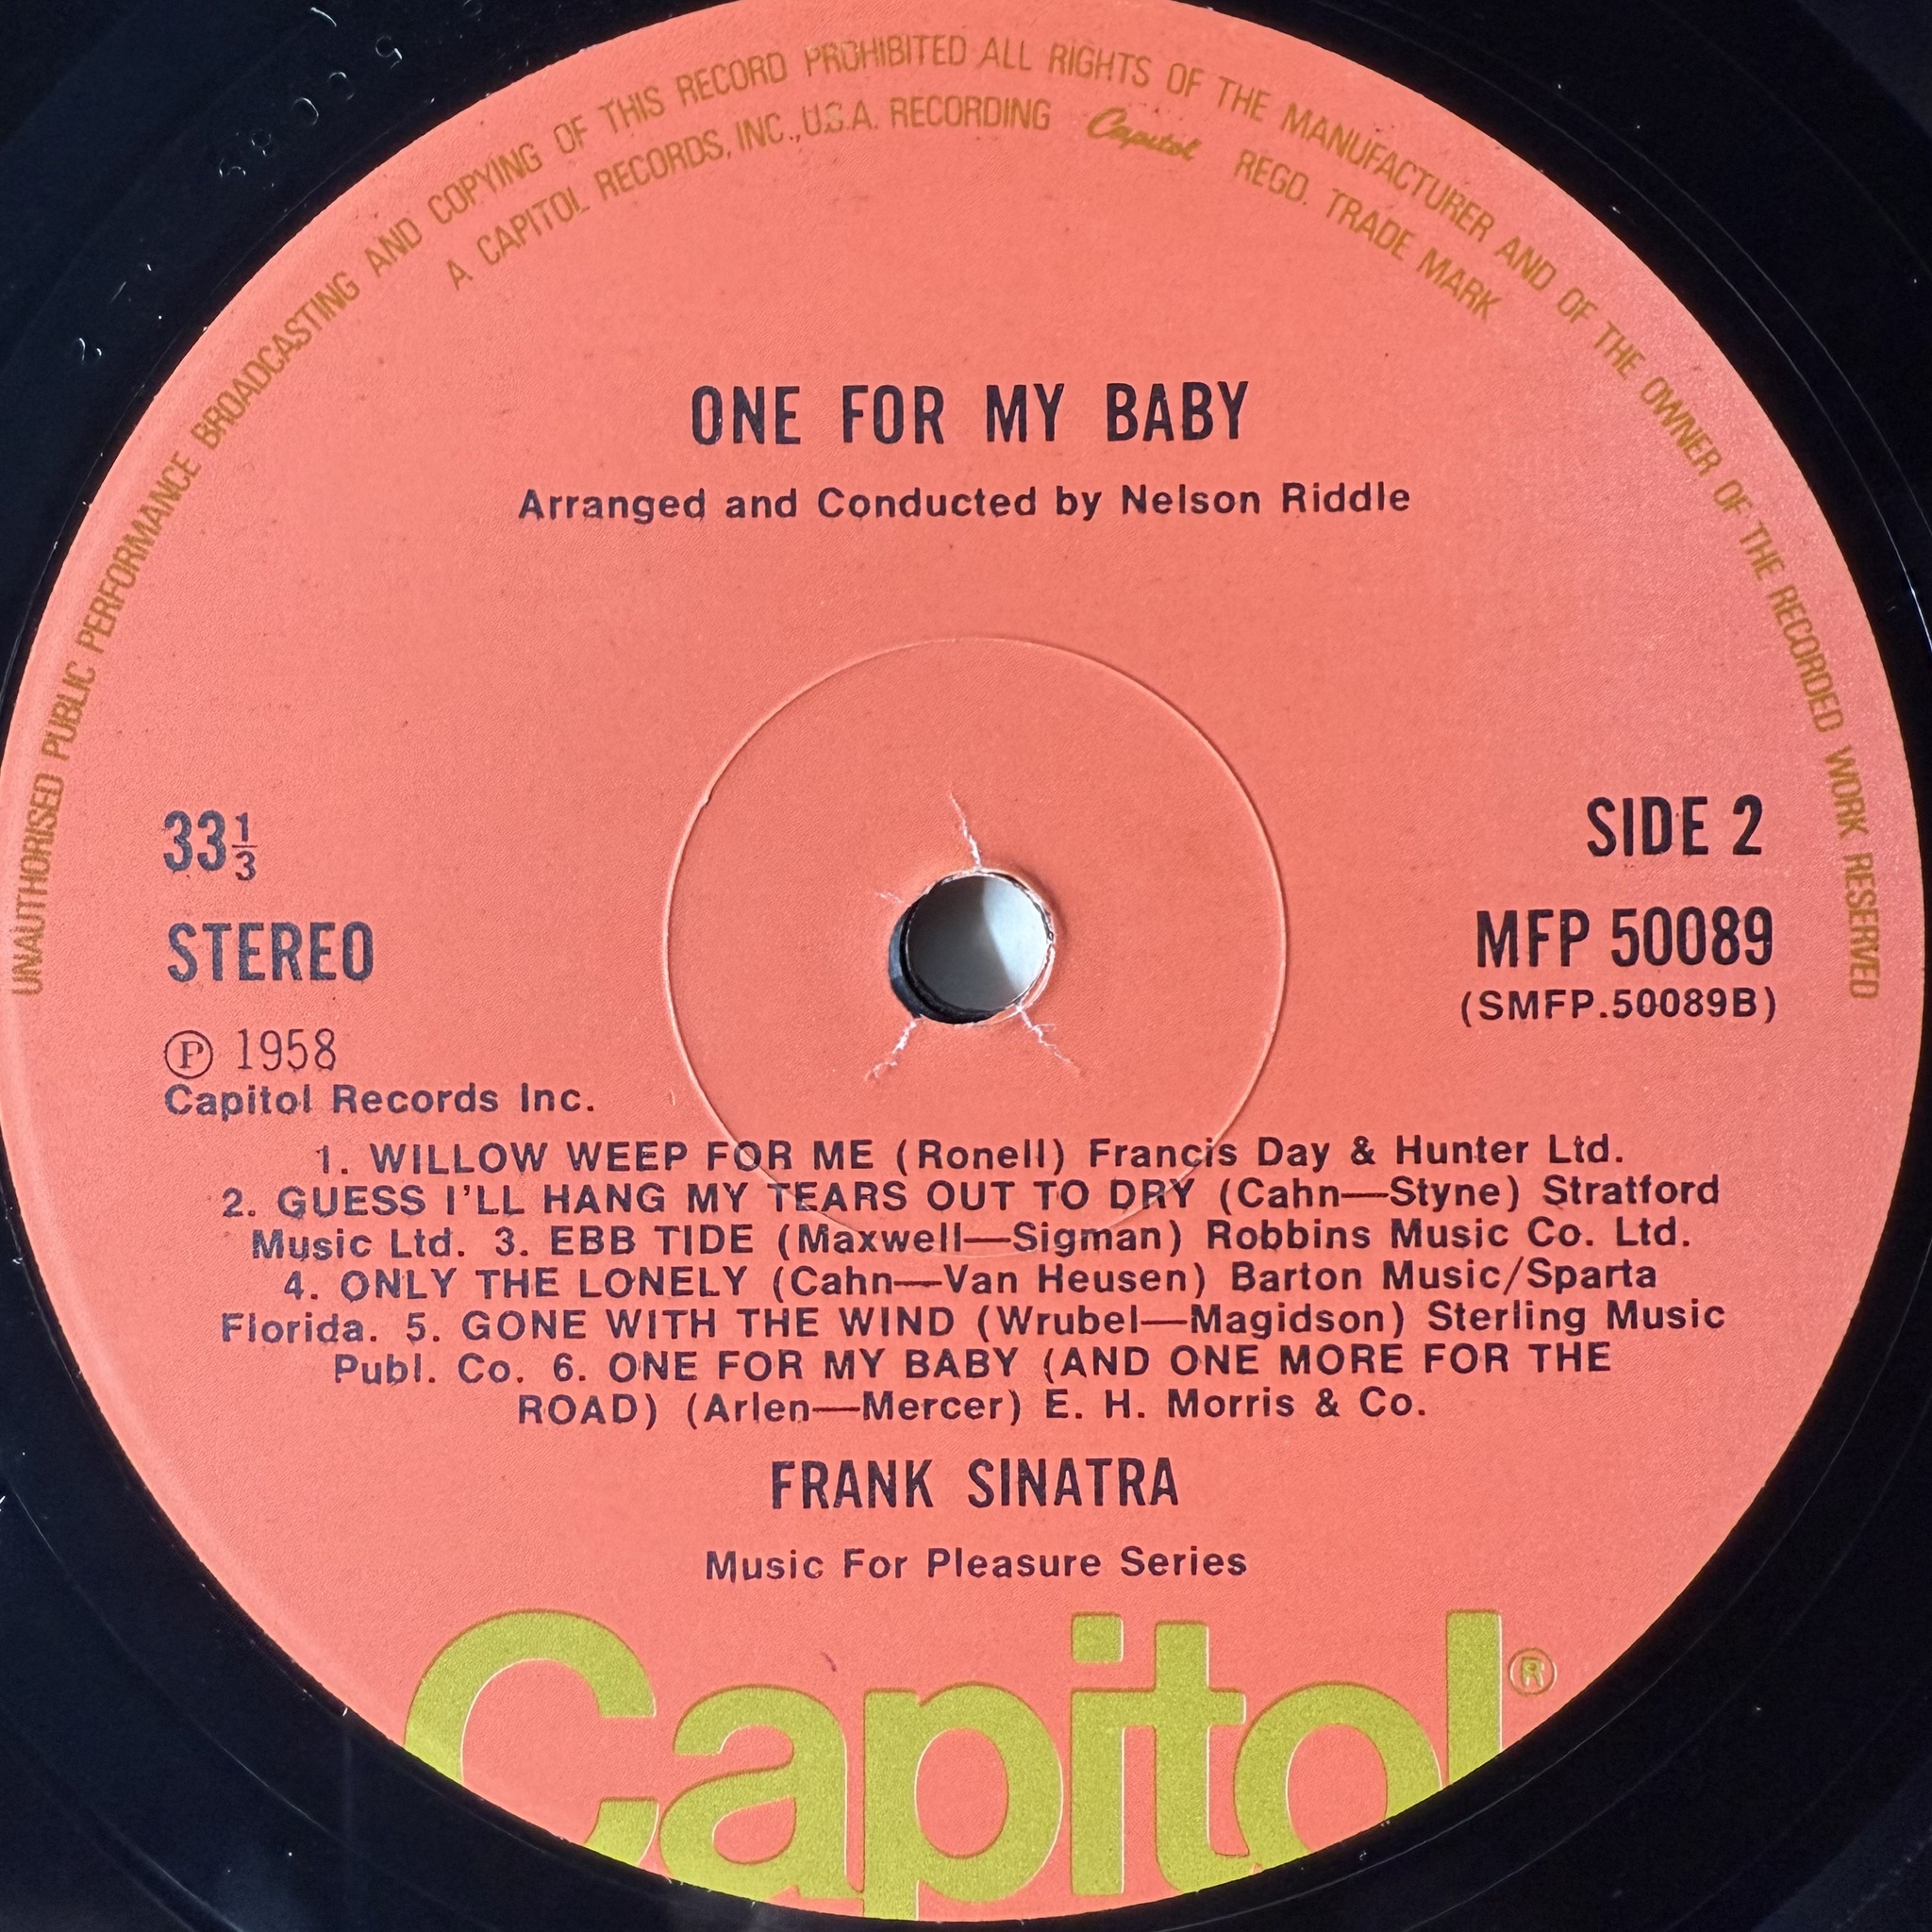 UNAUTHORISED PUBLIC PERFORMANCE BROADCASTING AND COPYING OF THIS RECORD PROHIBITED ALL RIGHTS OF THE MANUFACTURER AND OF THE OWNER OF THE RECORDED WORK RESERVED
A CAPITOL RECORDS, INC., U.S.A. RECORDING Capitol REGD. TRADE MARK
ONE FOR MY BABY
Arranged and Conducted by Nelson Riddle
33⅓
STEREO
Ⓟ 1958
Capitol Records Inc.
SIDE 2
MFP 50089
(SMFP.50089B)
1. WILLOW WEEP FOR ME (Ronell) Francis Day & Hunter Ltd.
2. GUESS I'LL HANG MY TEARS OUT TO DRY (Cahn—Styne) Stratford
Music Ltd. 3. EBB TIDE (Maxwell—Sigman) Robbins Music Co. Ltd.
4. ONLY THE LONELY (Cahn—Van Heusen) Barton Music/Sparta
Florida. 5. GONE WITH THE WIND (Wrubel—Magidson) Sterling Music
Publ. Co. 6. ONE FOR MY BABY (AND ONE MORE FOR THE
ROAD) (Arlen—Mercer) E. H. Morris & Co.
FRANK SINATRA
Music For Pleasure Series
Capitol®